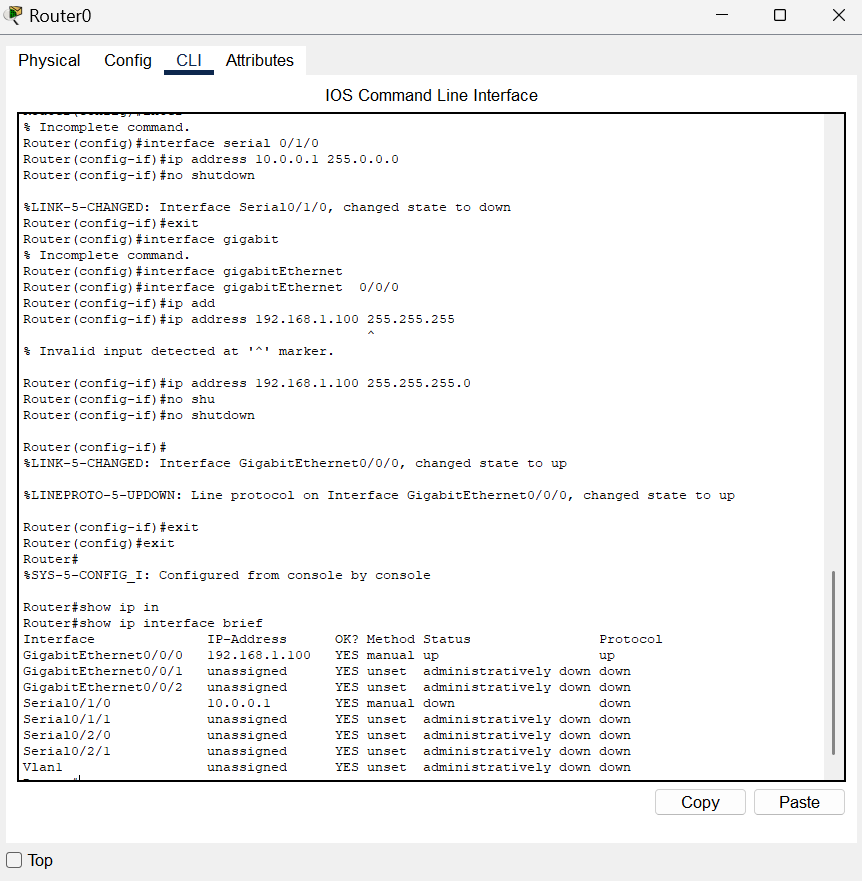 Router0
Physical Config CLI Attributes
IOS Command Line Interface
% Incomplete command.
Router(config)#interface serial 0/1/0
Router(config-if)#ip address 10.0.0.1 255.0.0.0
Router(config-if)#no shutdown
%LINK-5-CHANGED: Interface Serial0/1/0, changed state to down
Router(config-if)#exit
Router(config)#interface gigabit
% Incomplete command.
Router(config)#interface gigabitEthernet
Router(config)#interface gigabitEthernet  0/0/0
Router(config-if)#ip add
Router(config-if)#ip address 192.168.1.100 255.255.255
^
% Invalid input detected at '^' marker.
Router(config-if)#ip address 192.168.1.100 255.255.255.0
Router(config-if)#no shu
Router(config-if)#no shutdown
Router(config-if)#
%LINK-5-CHANGED: Interface GigabitEthernet0/0/0, changed state to up
%LINEPROTO-5-UPDOWN: Line protocol on Interface GigabitEthernet0/0/0, changed state to up
Router(config-if)#exit
Router(config)#exit
Router#
%SYS-5-CONFIG_I: Configured from console by console
Router#show ip in
Router#show ip interface brief
Interface IP-Address OK? Method Status Protocol
GigabitEthernet0/0/0 192.168.1.100 YES manual up up
GigabitEthernet0/0/1 unassigned YES unset administratively down down
GigabitEthernet0/0/2 unassigned YES unset administratively down down
Serial0/1/0 10.0.0.1 YES manual down down
Serial0/1/1 unassigned YES unset administratively down down
Serial0/2/0 unassigned YES unset administratively down down
Serial0/2/1 unassigned YES unset administratively down down
Vlan1 unassigned YES unset administratively down down
Copy Paste
Top